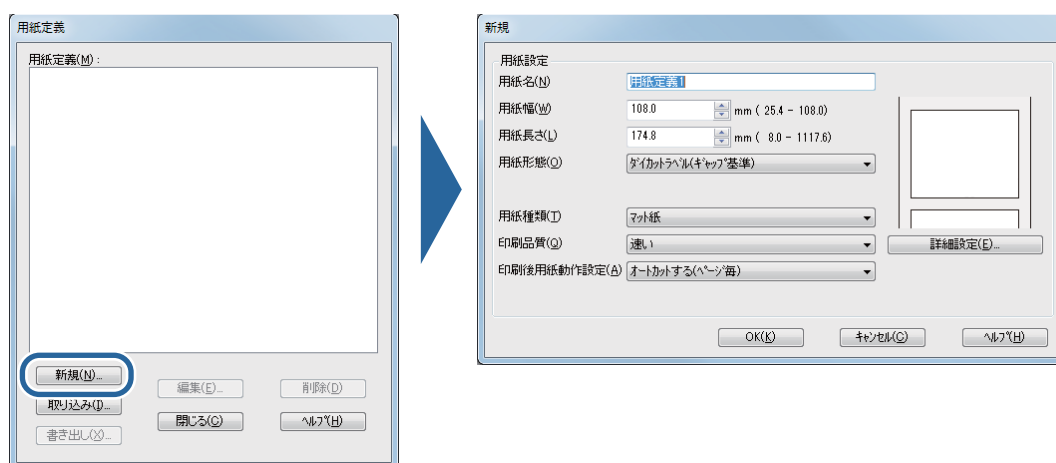 用紙定義
用紙定義(M) :
新規(N)...
取り込み(I)...
書き出し(X)...
編集(E)...
削除(D)
閉じる(C)
ヘルプ(H)
新規
用紙設定
用紙名(N) 用紙定義1
用紙幅(W) 108.0 mm ( 25.4 - 108.0)
用紙長さ(L) 174.8 mm ( 8.0 - 1117.6)
用紙形態(O) ダイカットラベル(ギャップ基準)
用紙種類(T) マット紙
印刷品質(Q) 速い
詳細設定(E)...
印刷後用紙動作設定(A) オートカットする(ページ毎)
OK(K) キャンセル(C) ヘルプ(H)